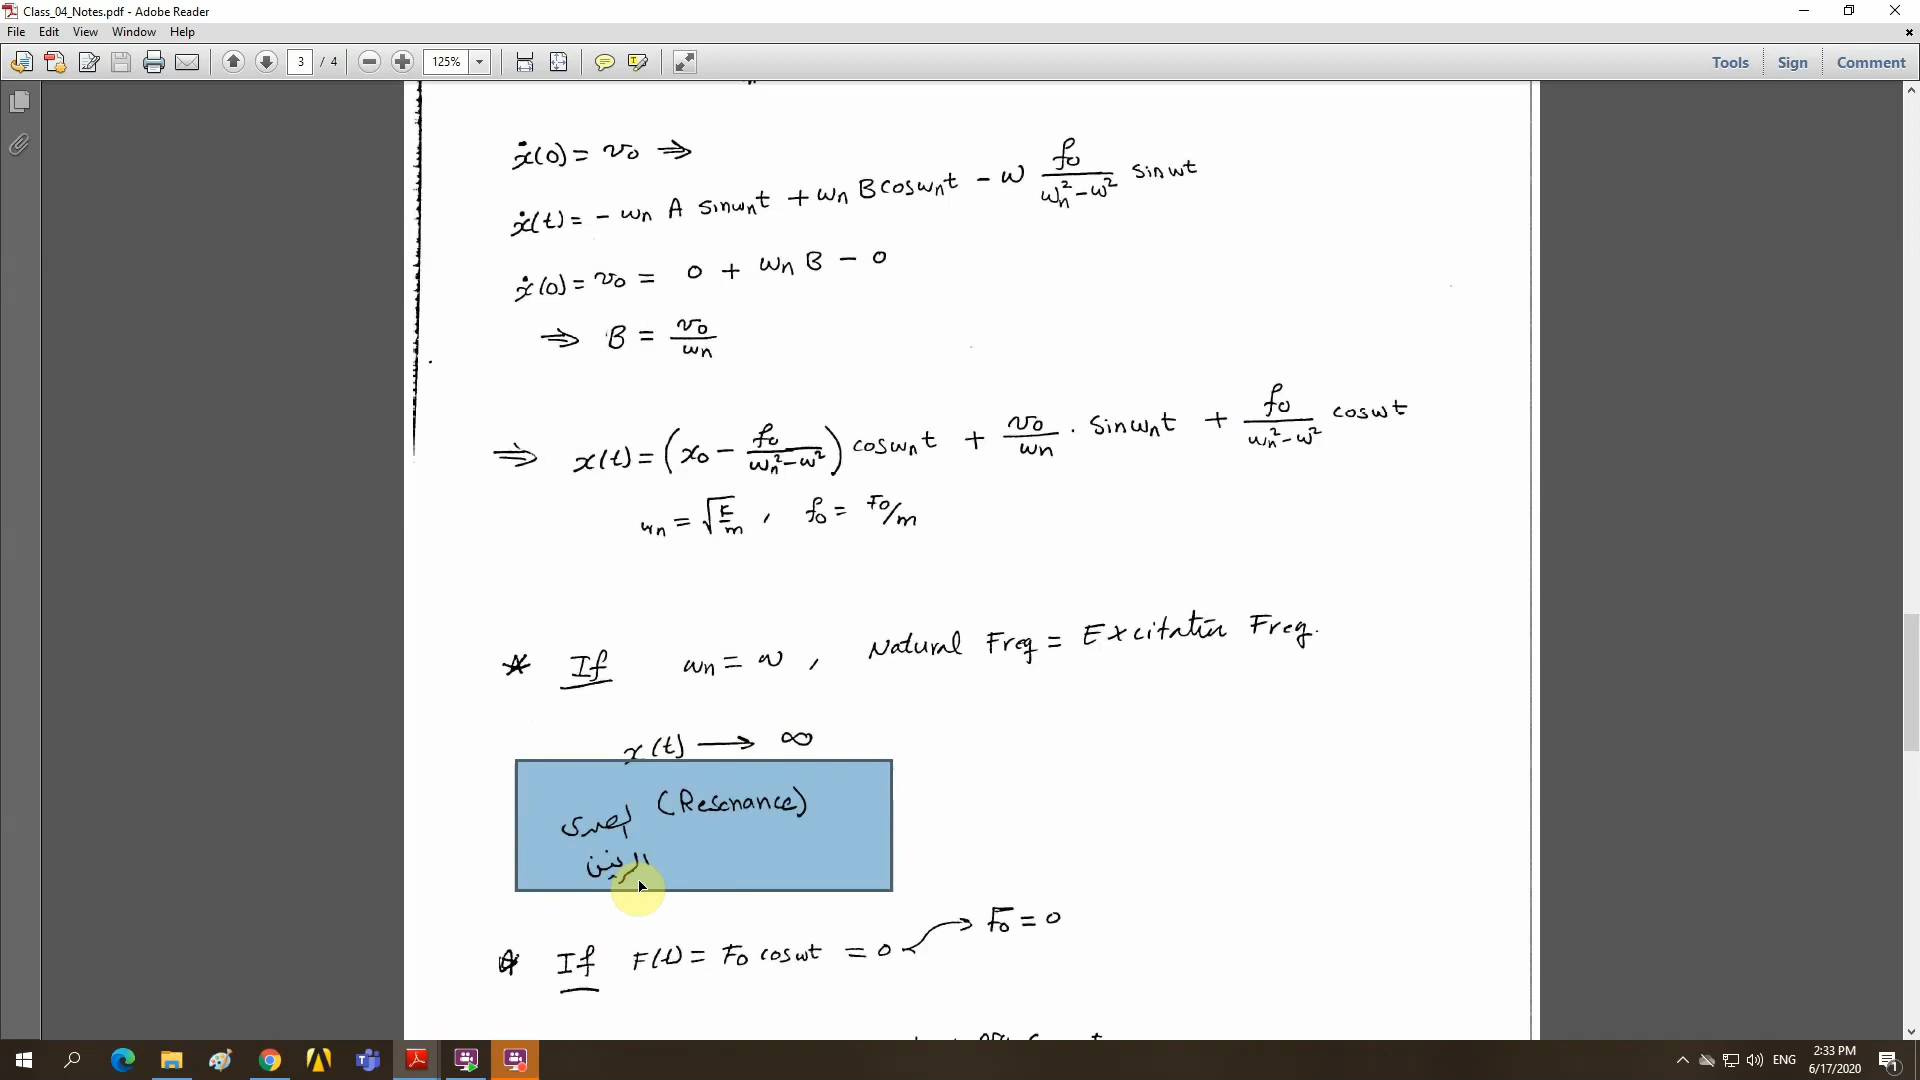 Class_04_Notes.pdf - Adobe Reader
File Edit View Window Help
3 / 4 125% Tools Sign Comment
ẋ(0) = v₀ ⇒
ẋ(t) = - ωₙ A sinωₙt + ωₙ B cosωₙt - ω f₀/(ωₙ² - ω²) sinωt
ẋ(0) = v₀ = 0 + ωₙ B - 0
⇒ B = v₀/ωₙ
⇒ x(t) = (x₀ - f₀/(ωₙ² - ω²)) cosωₙt + v₀/ωₙ · sinωₙt + f₀/(ωₙ² - ω²) cosωt
ωₙ = √(k/m) , f₀ = F₀/m
* If ωₙ = ω , Natural Freq = Excitation Freq.
x(t) → ∞
الصدى (Resonance)
الرنين
* If F(t) = F₀ cosωt = 0 → F₀ = 0
ENG 2:33 PM
6/17/2020
1